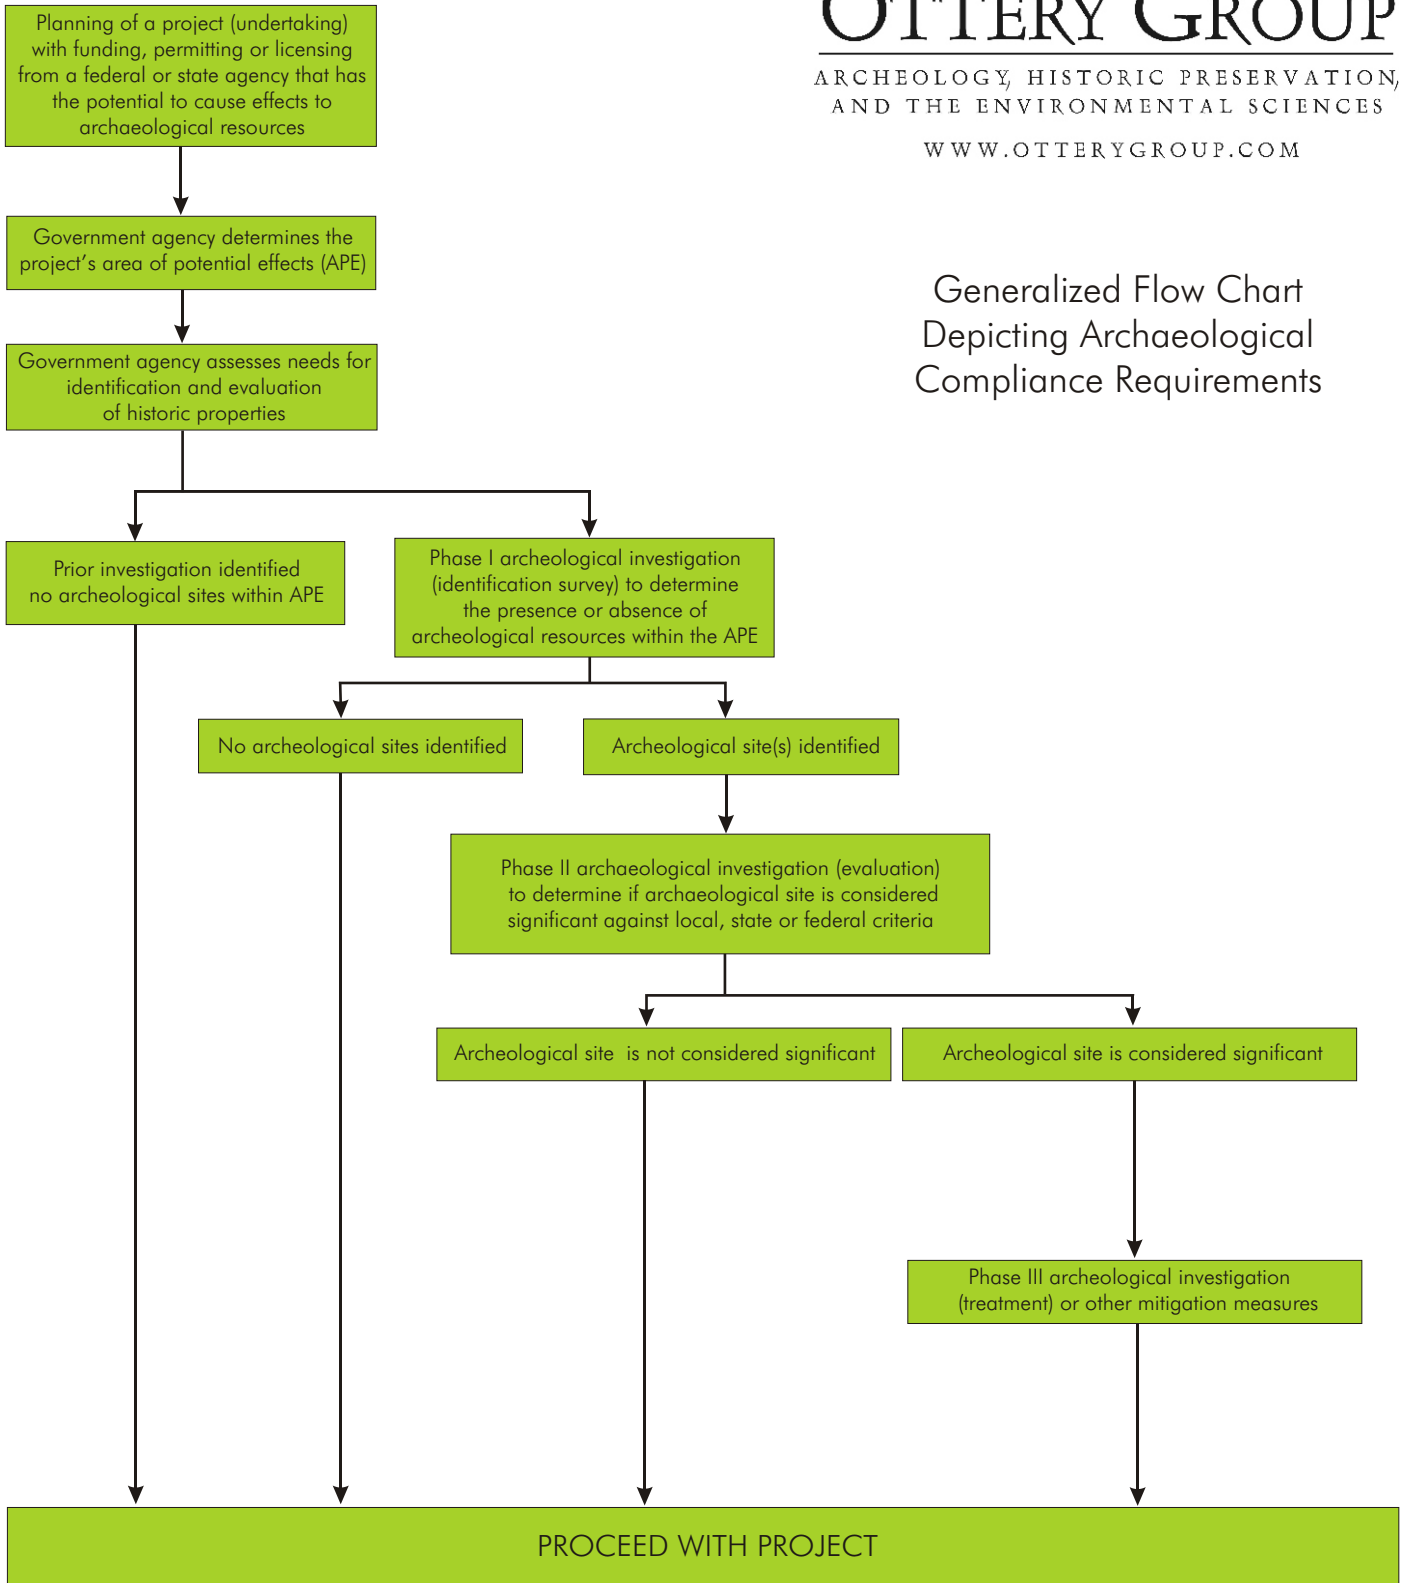 Planning of a project (undertaking)
with funding, permitting or licensing
from a federal or state agency that has
the potential to cause effects to
archaeological resources
OTTERY GROUP
ARCHEOLOGY, HISTORIC PRESERVATION,
AND THE ENVIRONMENTAL SCIENCES
WWW.OTTERYGROUP.COM
Generalized Flow Chart
Depicting Archaeological
Compliance Requirements
Government agency determines the
project's area of potential effects (APE)
Government agency assesses needs for
identification and evaluation
of historic properties
Prior investigation identified
no archeological sites within APE
Phase I archeological investigation
(identification survey) to determine
the presence or absence of
archeological resources within the APE
No archeological sites identified
Archeological site(s) identified
Phase II archaeological investigation (evaluation)
to determine if archaeological site is considered
significant against local, state or federal criteria
Archeological site is not considered significant
Archeological site is considered significant
Phase III archeological investigation
(treatment) or other mitigation measures
PROCEED WITH PROJECT